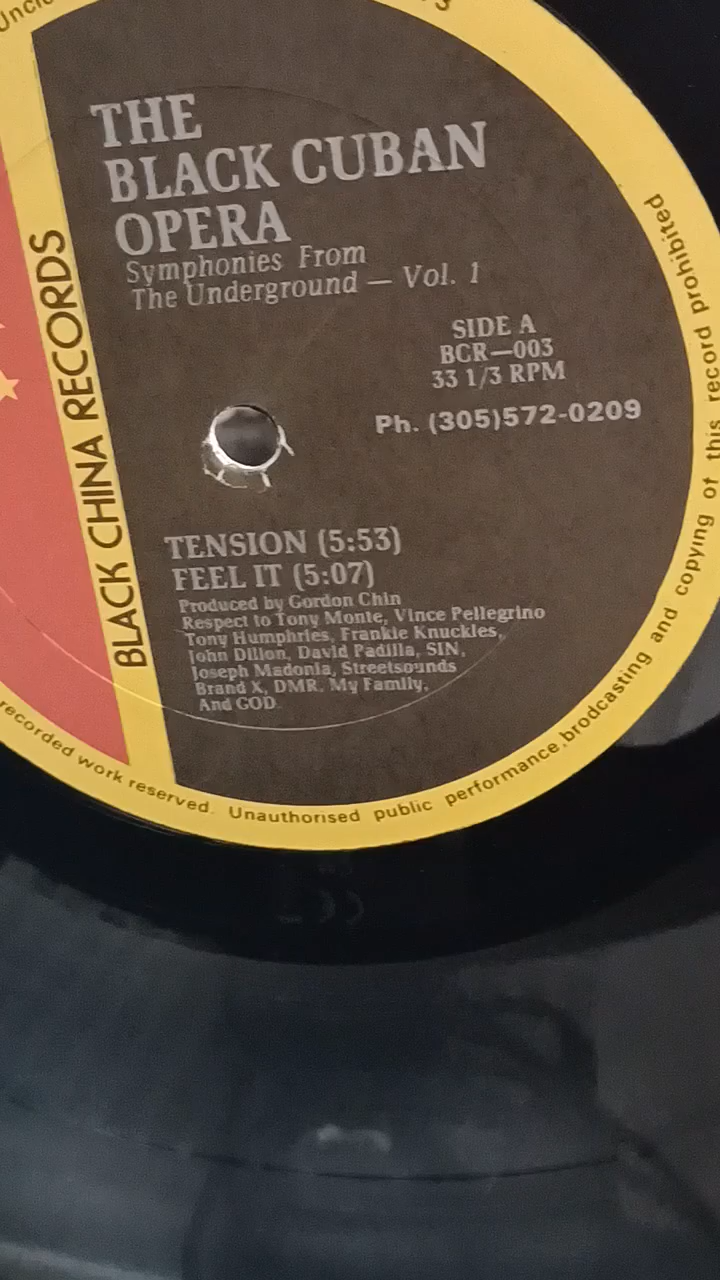 THE
BLACK CUBAN
OPERA
Symphonies From
The Underground — Vol. 1
SIDE A
BCR—003
33 1/3 RPM
Ph. (305)572-0209
TENSION (5:53)
FEEL IT (5:07)
Produced by Gordon Chin
Respect to Tony Monte, Vince Pellegrino
Tony Humphries, Frankie Knuckles,
John Dillon, David Padilla, SIN,
Joseph Madonia, Streetsounds
Brand X, DMR, My Family,
And GOD
BLACK CHINA RECORDS
recorded work reserved. Unauthorised public performance,brodcasting and copying of this record prohibited